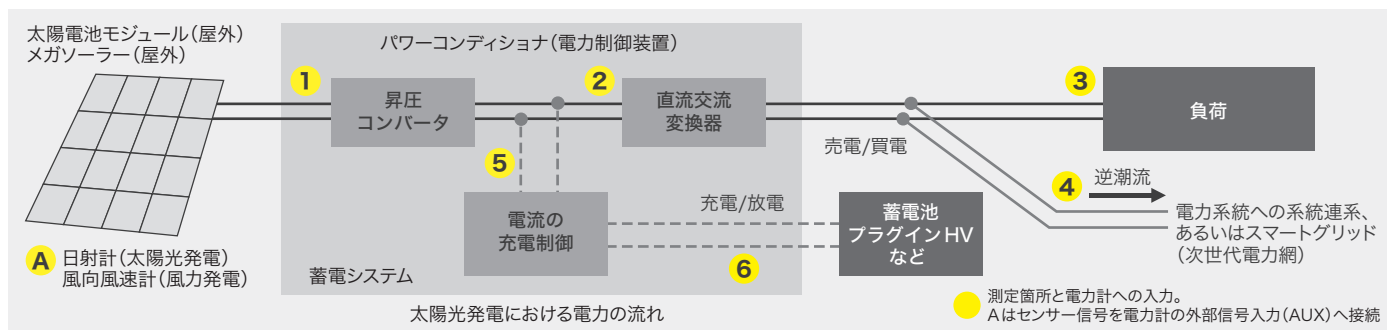 太陽電池モジュール(屋外)
メガソーラー(屋外)
パワーコンディショナ(電力制御装置)
1
昇圧
コンバータ
2
直流交流
変換器
3
負荷
売電/買電
5
4
逆潮流
電流の
充電制御
充電/放電
6
蓄電池
プラグインHV
など
電力系統への系統連系、
あるいはスマートグリッド
(次世代電力網)
A
日射計(太陽光発電)
風向風速計(風力発電)
蓄電システム
太陽光発電における電力の流れ
測定箇所と電力計への入力。
Aはセンサー信号を電力計の外部信号入力(AUX)へ接続